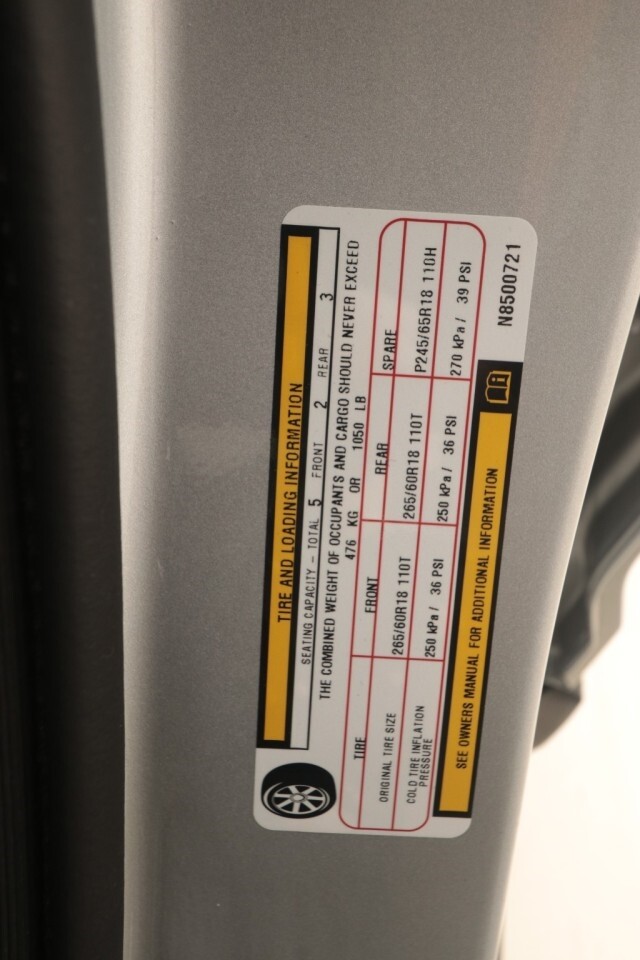 TIRE AND LOADING INFORMATION
SEATING CAPACITY – TOTAL 5 FRONT 2 REAR 3
THE COMBINED WEIGHT OF OCCUPANTS AND CARGO SHOULD NEVER EXCEED
476 KG OR 1050 LB
TIRE FRONT REAR SPARE
ORIGINAL TIRE SIZE 265/60R18 110T 265/60R18 110T P245/65R18 110H
COLD TIRE INFLATION
PRESSURE 250 kPa / 36 PSI 250 kPa / 36 PSI 270 kPa / 39 PSI
SEE OWNERS MANUAL FOR ADDITIONAL INFORMATION
N8500721